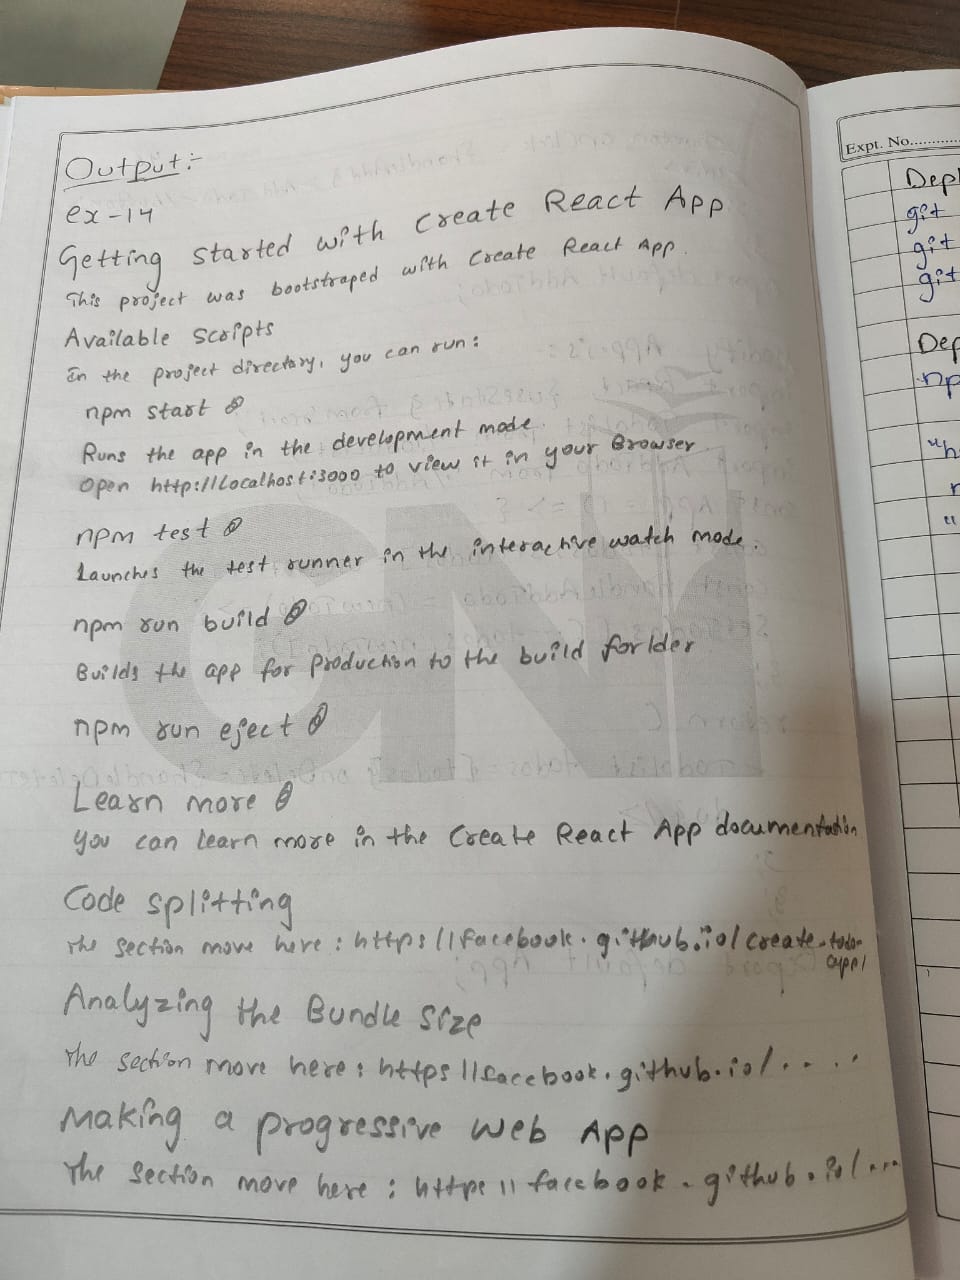 Output:-
ex-14
Getting started with Create React App
This project was bootstraped with Create React App.
Available Scripts
In the project directory, you can run:
npm start
Runs the app in the development mode.
Open http://Localhost:3000 to view it in your Browser
npm test
Launches the test runner in the interactive watch mode.
npm run build
Builds the app for production to the build forlder
npm run eject
Learn more
you can learn more in the Create React App documentation
Code splitting
The section move here : https //facebook.github.io/create-todo-app/
Analyzing the Bundle Size
The section move here : https //facebook.github.io/.....
Making a progressive Web App
The section move here : https // facebook.github.io/....
GNI
Expt. No.
git
git
git